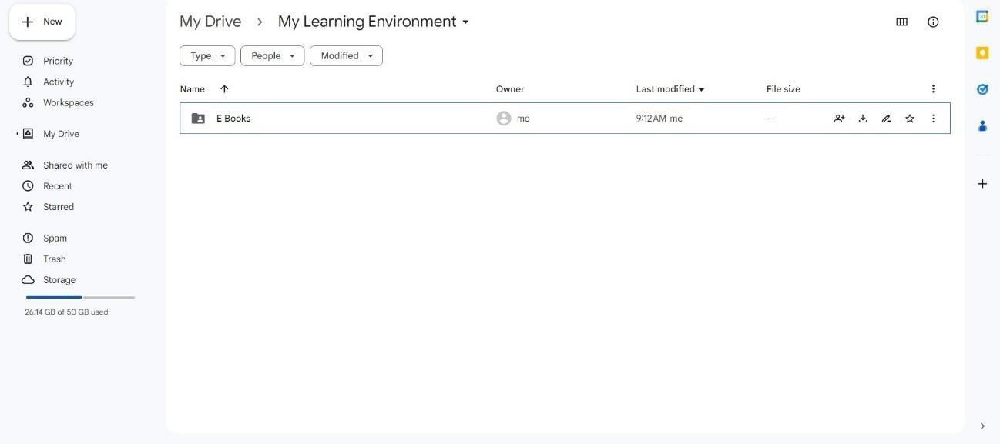 New
My Drive > My Learning Environment
Type People Modified
Name Owner Last modified File size
E Books me 9:12 AM me —
Priority
Activity
Workspaces
My Drive
Shared with me
Recent
Starred
Spam
Trash
Storage
26.14 GB of 50 GB used
31